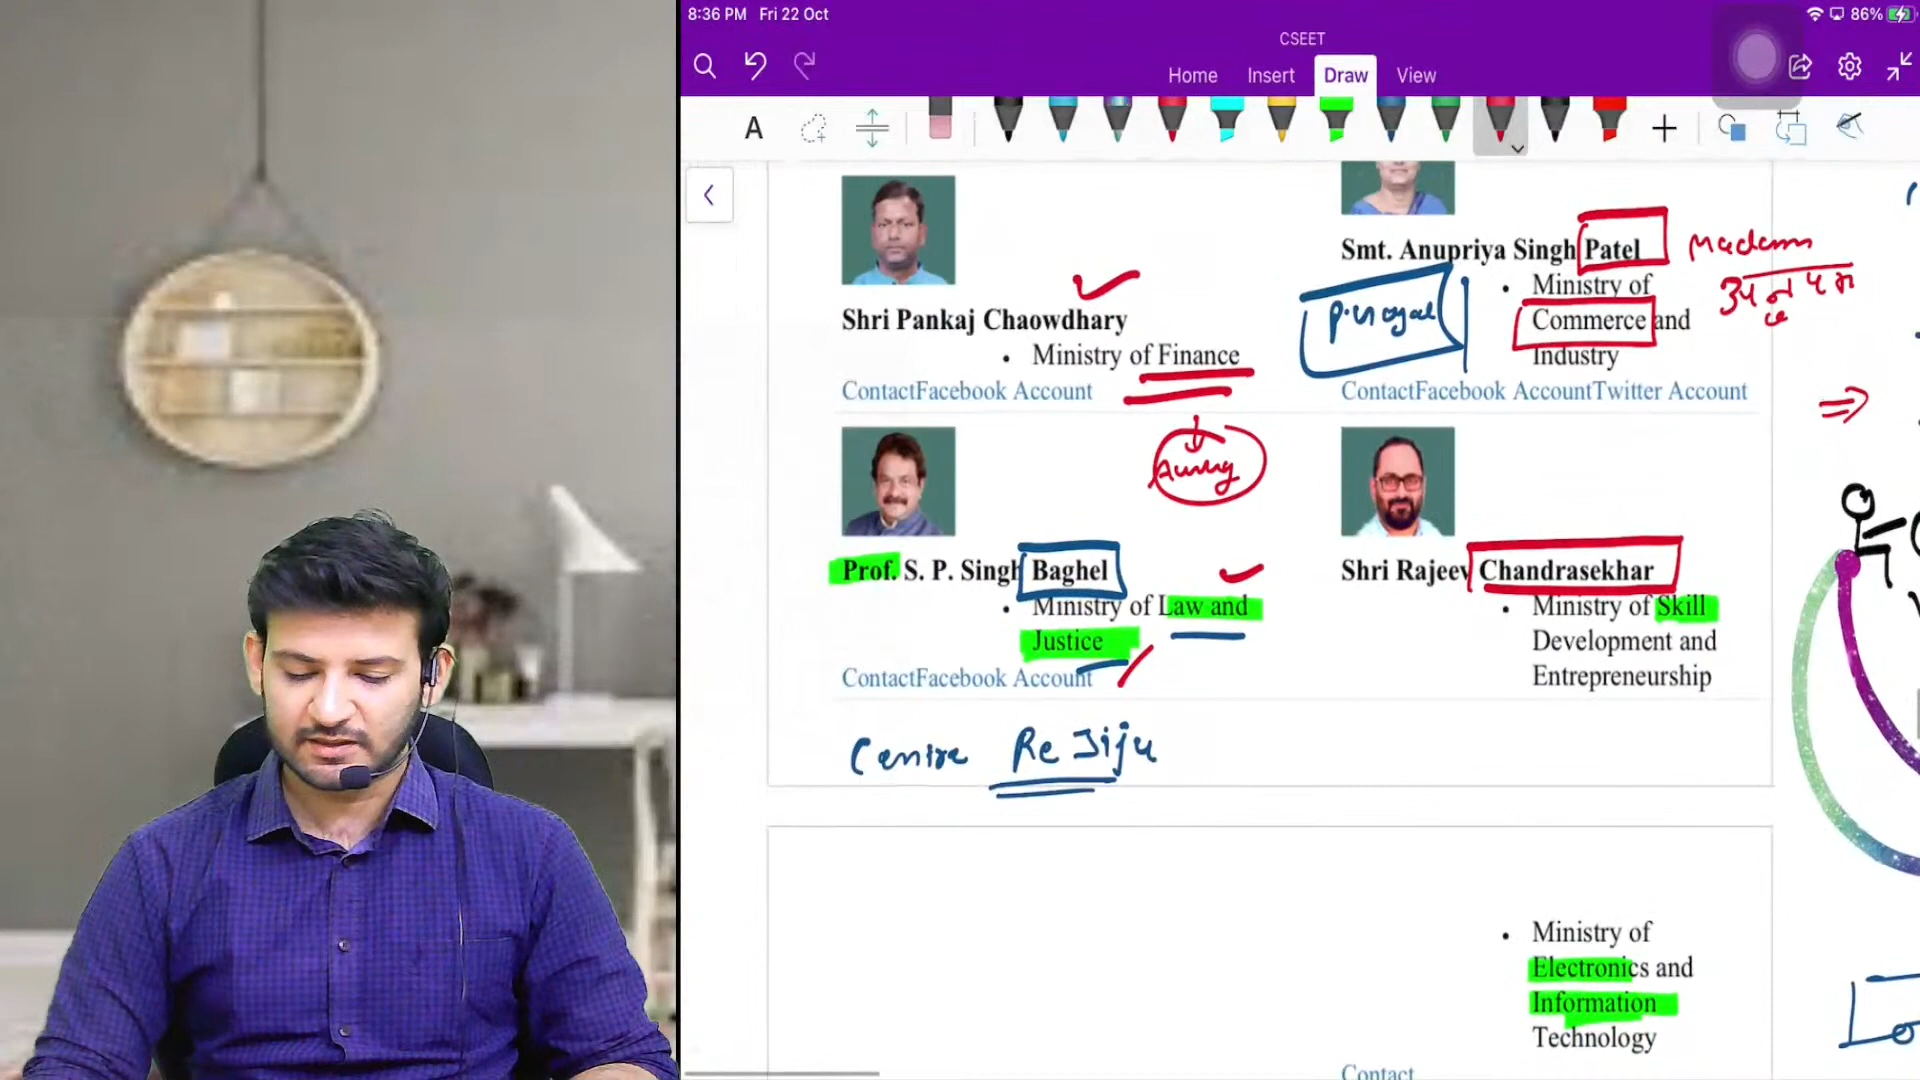 8:36 PM Fri 22 Oct
86%
CSEET
Home Insert Draw View
A
Shri Pankaj Chaowdhary
Ministry of Finance
ContactFacebook Account
Smt. Anupriya Singh Patel
Madam
Ministry of
Commerce and
Industry
P. Goyal
ContactFacebook AccountTwitter Account
Prof. S. P. Singh Baghel
Ministry of Law and
Justice
ContactFacebook Account
Shri Rajeev Chandrasekhar
Ministry of Skill
Development and
Entrepreneurship
Centre ReJiju
Ministry of
Electronics and
Information
Technology
Contact